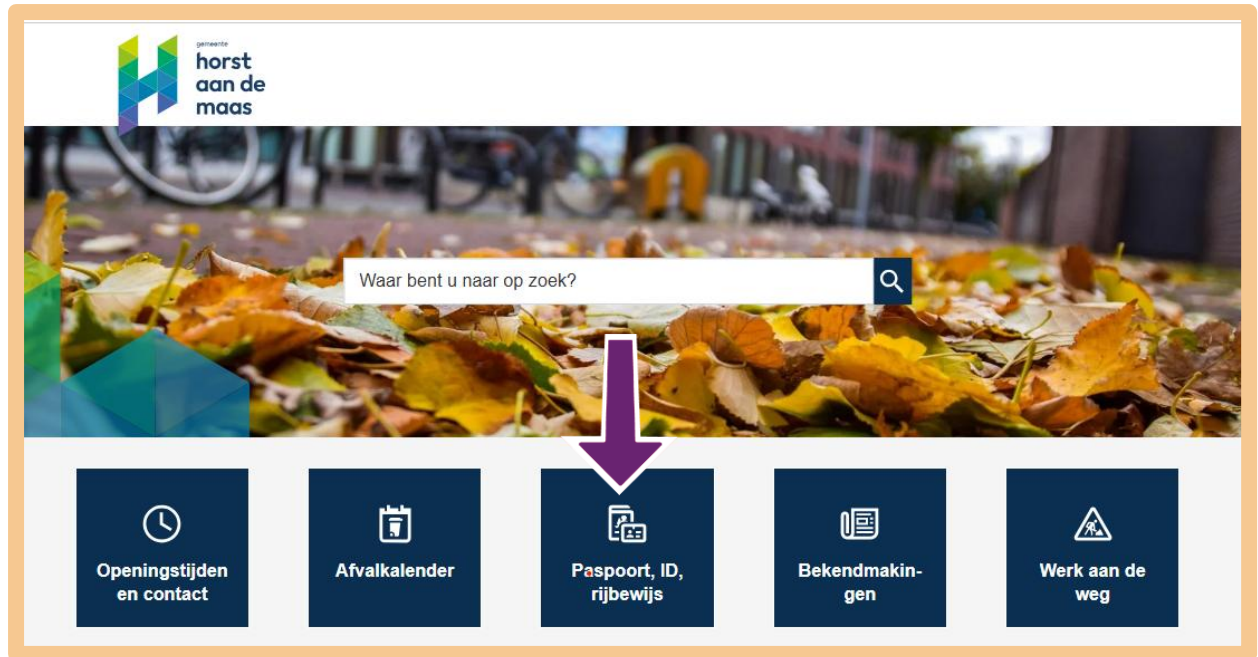 gemeente
horst
aan de
maas
Waar bent u naar op zoek?
Openingstijden
en contact
Afvalkalender
Paspoort, ID,
rijbewijs
Bekendmakin-
gen
Werk aan de
weg